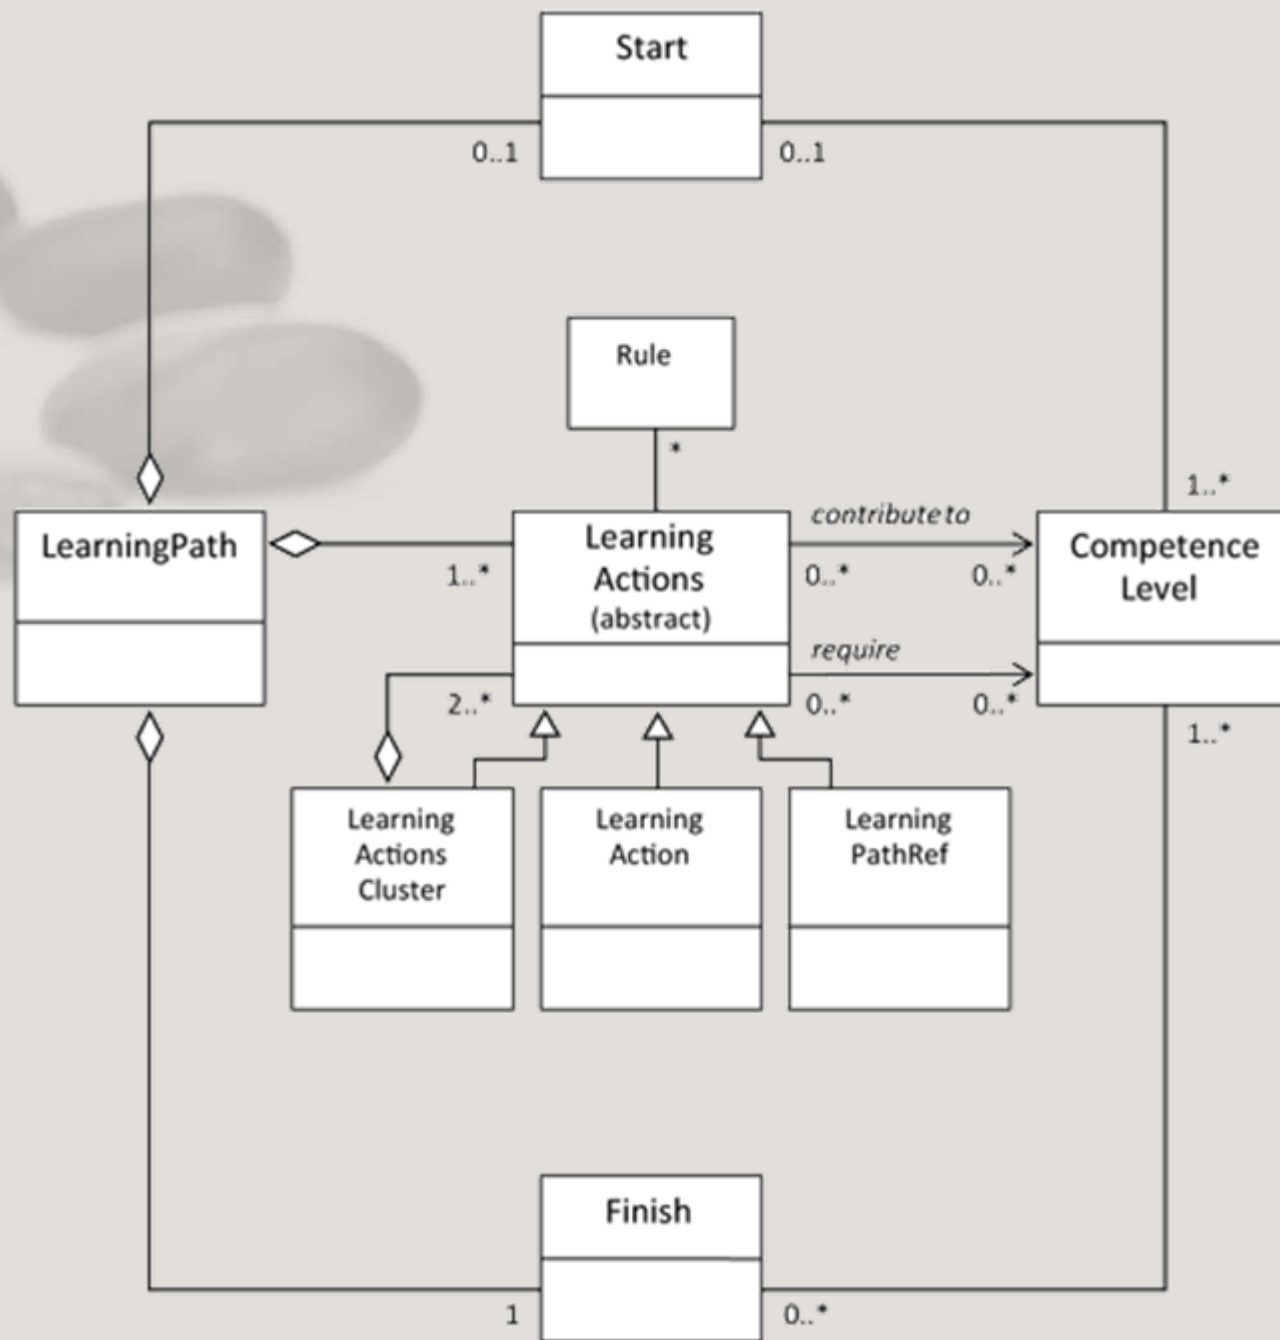 Start
0..1
0..1
Rule
*
1..*
LearningPath
1..*
Learning
Actions
(abstract)
contribute to
0..*
0..*
Competence
Level
require
2..*
0..*
0..*
1..*
Learning
Actions
Cluster
Learning
Action
Learning
PathRef
Finish
1
0..*